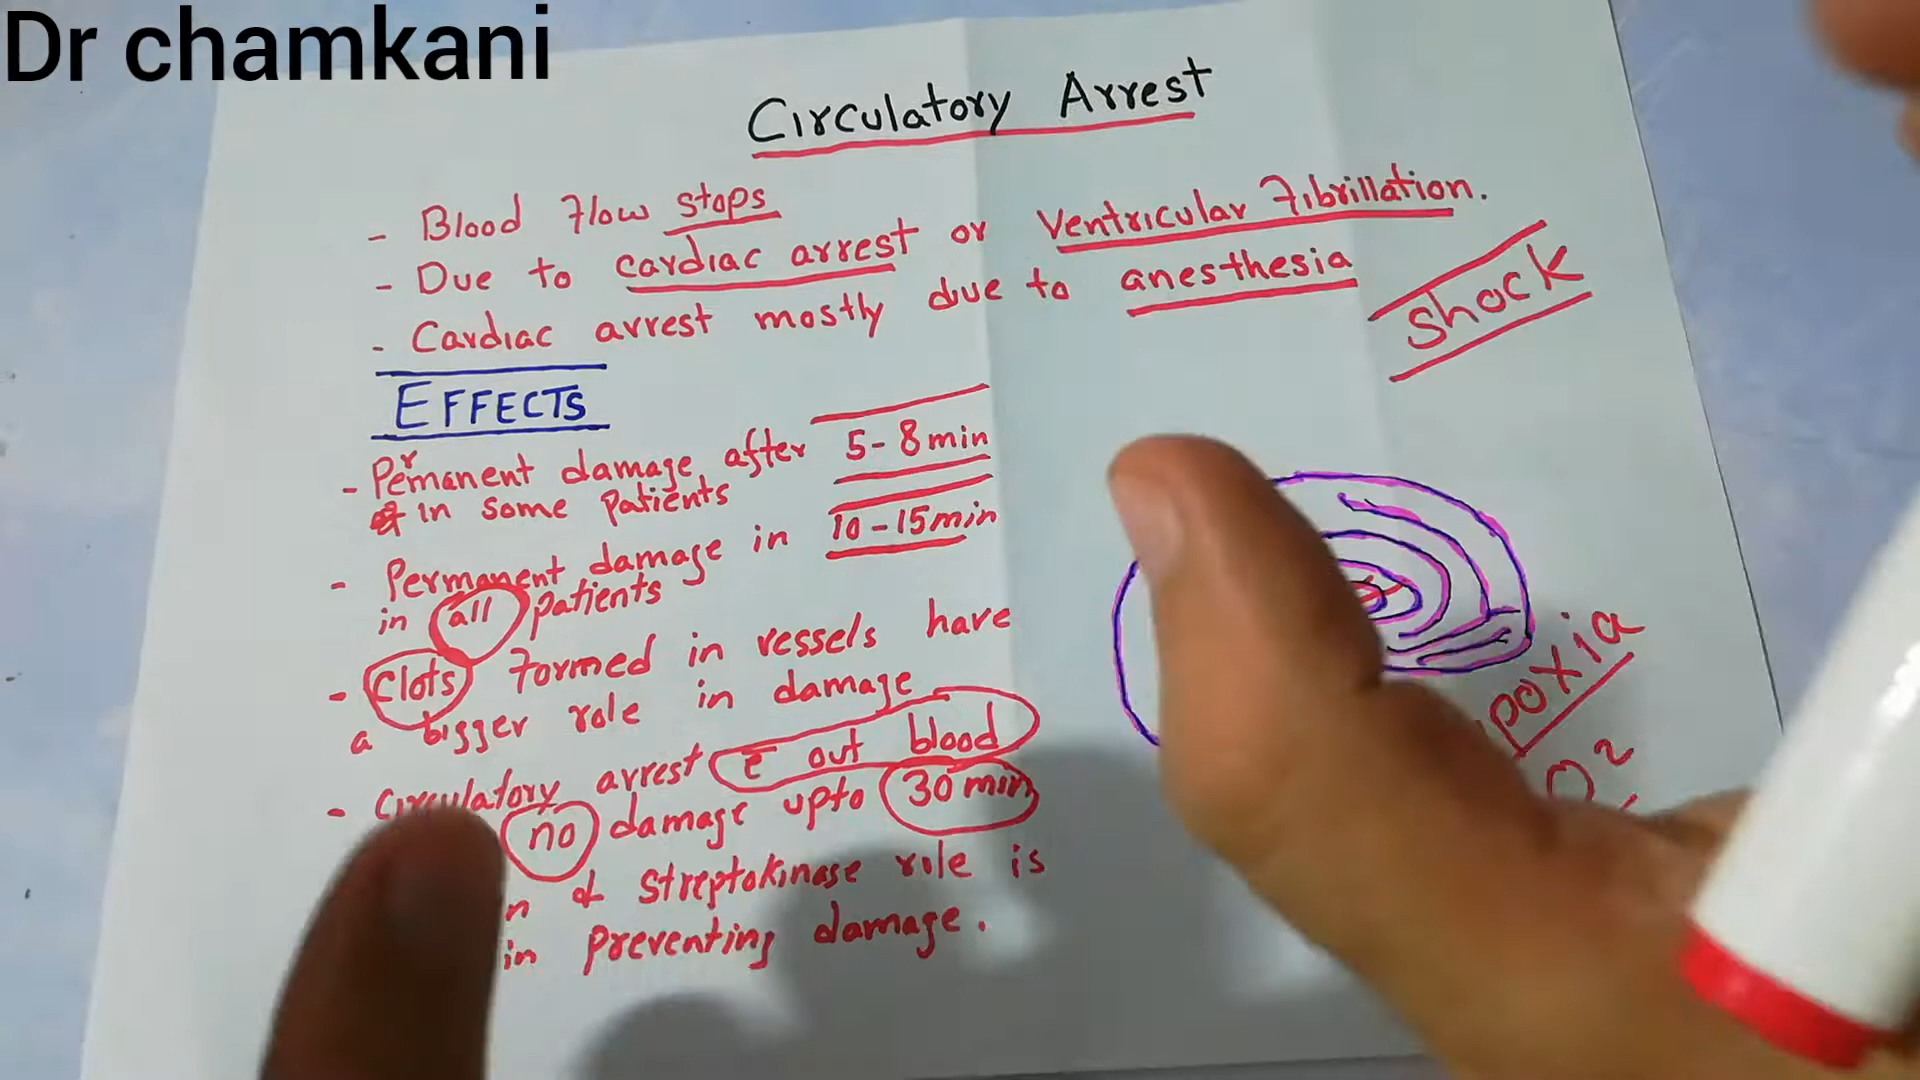 Dr chamkani
Circulatory Arrest
- Blood Flow stops
- Due to cardiac arrest or Ventricular Fibrillation.
- Cardiac arrest mostly due to anesthesia
Shock
EFFECTS
- Permanent damage after 5-8 min
in some patients
- Permanent damage in 10-15 min
in all patients
- Clots formed in vessels have
a bigger role in damage
- Circulatory arrest c̄ out blood
no damage upto 30 min
n & Streptokinase role is
in preventing damage.
poxia
O2